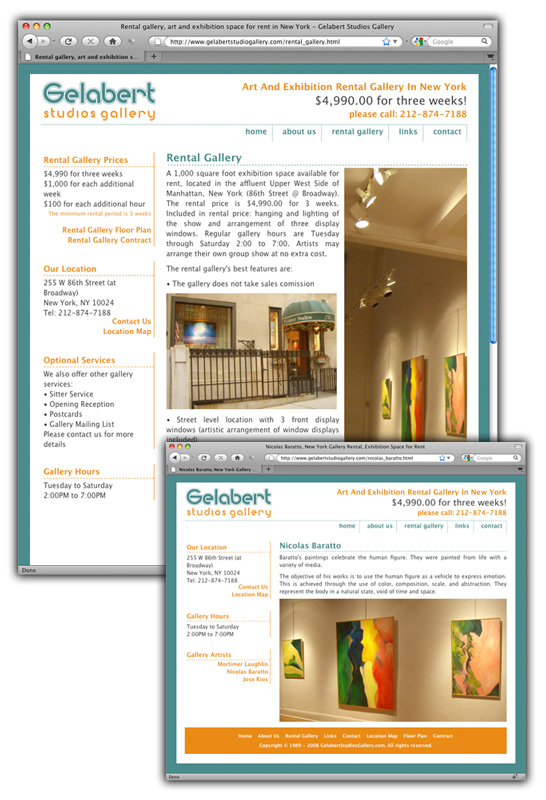 Rental gallery, art and exhibition space for rent in New York – Gelabert Studios Gallery
http://www.gelabertstudiogallery.com/rental_gallery.html
Google
Rental gallery, art and exhibition s...
Gelabert
studios gallery
Art And Exhibition Rental Gallery In New York
$4,990.00 for three weeks!
please call: 212-874-7188
home
about us
rental gallery
links
contact
Rental Gallery Prices
$4,990 for three weeks
$1,000 for each additional
week
$100 for each additional hour
The minimum rental period is 3 weeks
Rental Gallery Floor Plan
Rental Gallery Contract
Our Location
255 W 86th Street (at
Broadway)
New York, NY 10024
Tel: 212-874-7188
Contact Us
Location Map
Optional Services
We also offer other gallery
services:
• Sitter Service
• Opening Reception
• Postcards
• Gallery Mailing List
Please contact us for more
details
Gallery Hours
Tuesday to Saturday
2:00PM to 7:00PM
Rental Gallery
A 1,000 square foot exhibition space available for
rent, located in the affluent Upper West Side of
Manhattan, New York (86th Street @ Broadway).
The rental price is $4,990.00 for 3 weeks.
Included in rental price: hanging and lighting of
the show and arrangement of three display
windows. Regular gallery hours are Tuesday
through Saturday 2:00 to 7:00. Artists may
arrange their own group show at no extra cost.
The rental gallery's best features are:
• The gallery does not take sales comission
• Street level location with 3 front display
windows (artistic arrangement of window displays
included)
Done
Nicolas Baratto, New York Gallery Rental, Exhibition Space for Rent
http://www.gelabertstudiogallery.com/nicolas_baratto.html
Google
Nicolas Baratto, New York Gallery ...
Gelabert
studios gallery
Art And Exhibition Rental Gallery In New York
$4,990.00 for three weeks!
please call: 212-874-7188
home
about us
rental gallery
links
contact
Our Location
255 W 86th Street (at
Broadway)
New York, NY 10024
Tel: 212-874-7188
Contact Us
Location Map
Gallery Hours
Tuesday to Saturday
2:00PM to 7:00PM
Gallery Artists
Mortimer Laughlin
Nicolas Baratto
Jose Rios
Nicolas Baratto
Baratto's paintings celebrate the human figure. They were painted from life with a
variety of media.
The objective of his works is to use the human figure as a vehicle to express emotion.
This is achieved through the use of color, composition, scale, and abstraction. They
represent the body in a natural state, void of time and space.
Home About Us Rental Gallery Links Contact Location Map Floor Plan Contract
Copyright © 1989 - 2008 GelabertStudiosGallery.com. All rights reserved.
Done